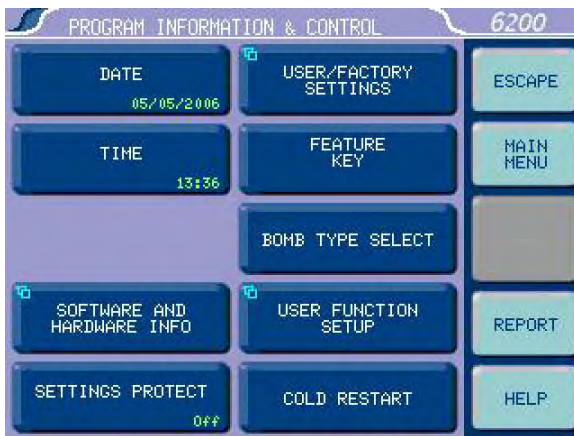 PROGRAM INFORMATION & CONTROL
6200
DATE
05/05/2006
USER/FACTORY
SETTINGS
ESCAPE
TIME
13:36
FEATURE
KEY
MAIN
MENU
BOMB TYPE SELECT
SOFTWARE AND
HARDWARE INFO
USER FUNCTION
SETUP
REPORT
SETTINGS PROTECT
Off
COLD RESTART
HELP